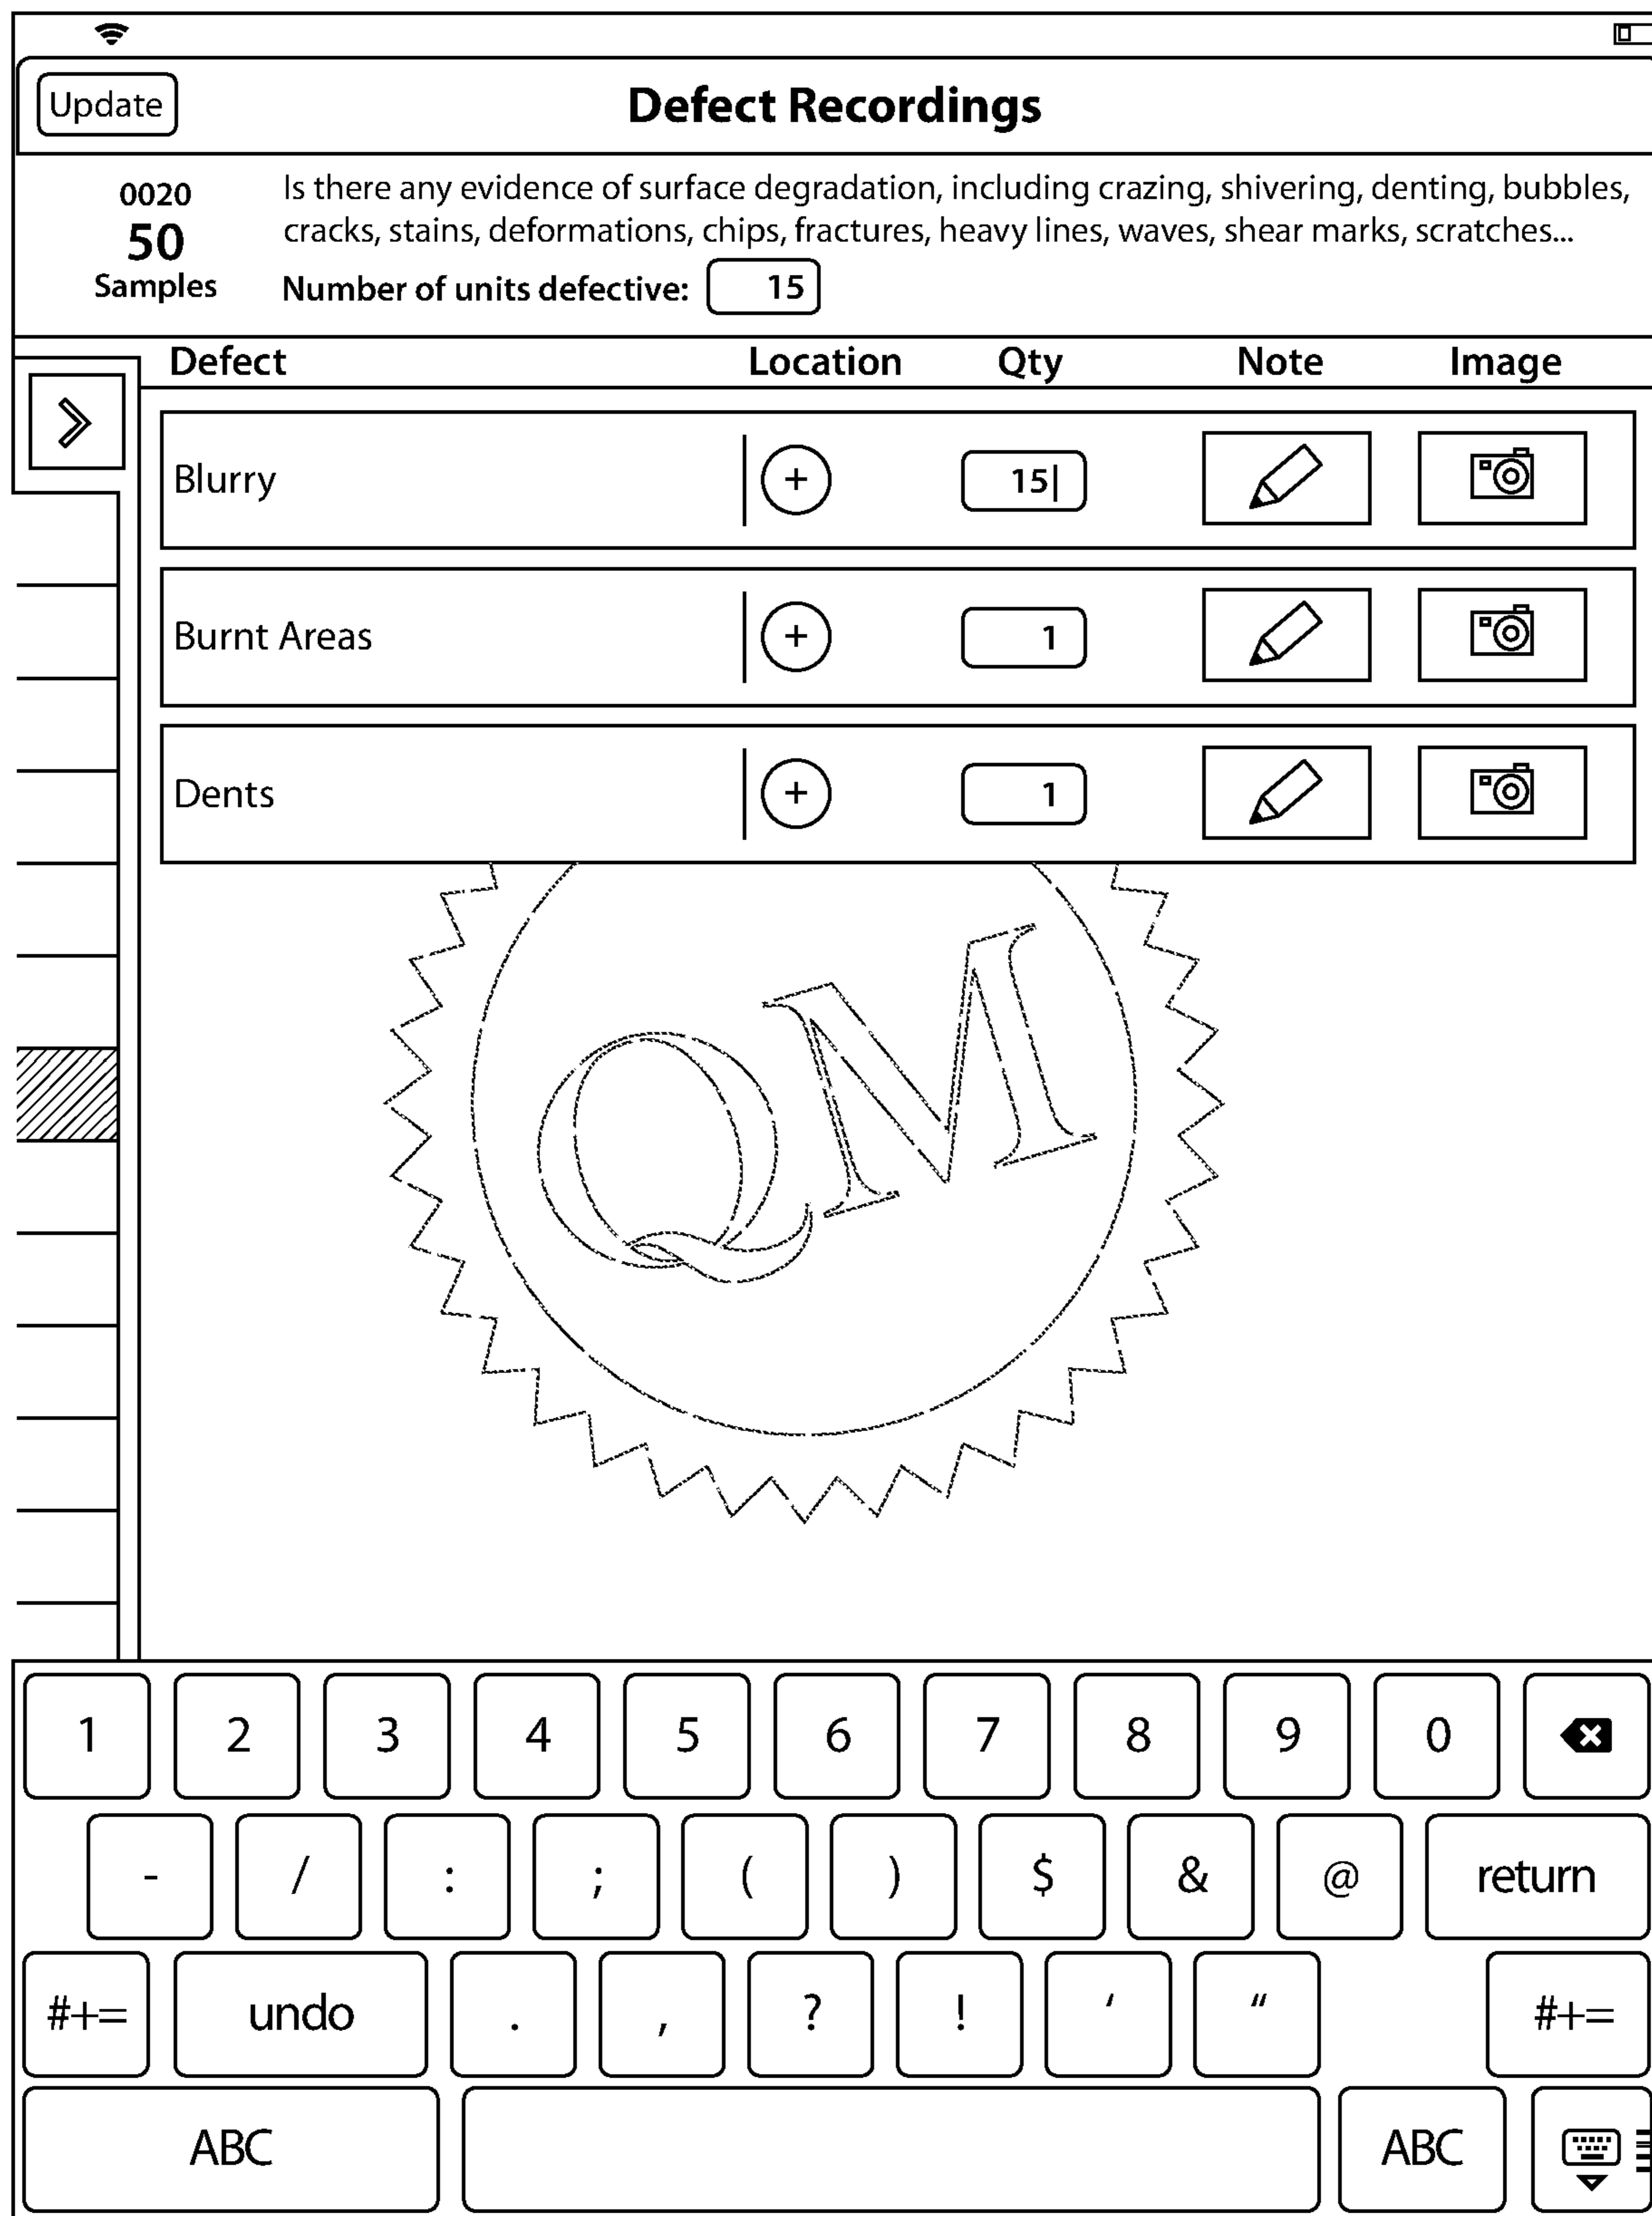 Update
Defect Recordings
0020
50
Samples
Is there any evidence of surface degradation, including crazing, shivering, denting, bubbles,
cracks, stains, deformations, chips, fractures, heavy lines, waves, shear marks, scratches...
Number of units defective: 15
Defect Location Qty Note Image
Blurry + 15
Burnt Areas + 1
Dents + 1
QM
1 2 3 4 5 6 7 8 9 0
- / : ; ( ) $ & @ return
#+= undo . , ? ! ‘ “ #+=
ABC ABC